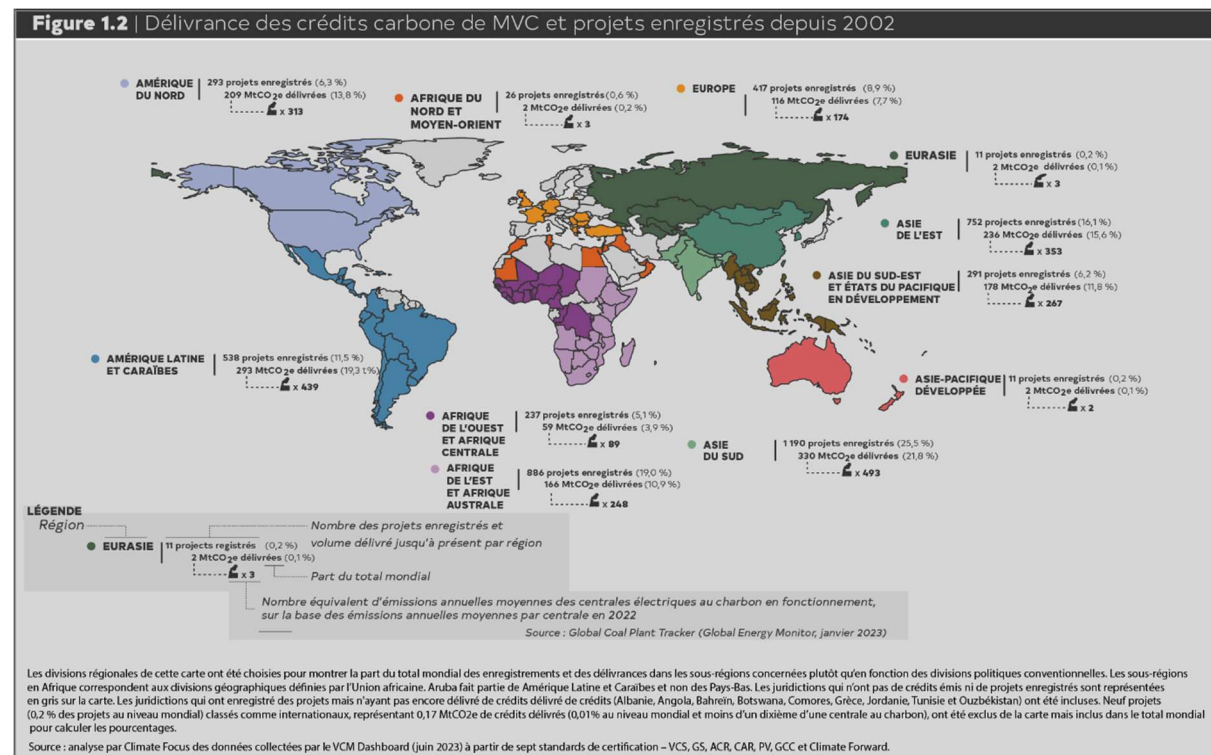 Figure 1.2 | Délivrance des crédits carbone de MVC et projets enregistrés depuis 2002
AMÉRIQUE
DU NORD
293 projets enregistrés (6,3 %)
209 MtCO2e délivrées (13,8 %)
x 313
AFRIQUE DU
NORD ET
MOYEN-ORIENT
26 projets enregistrés (0,6 %)
2 MtCO2e délivrées (0,2 %)
x 3
EUROPE
417 projets enregistrés (8,9 %)
116 MtCO2e délivrées (7,7 %)
x 174
EURASIE
11 projets enregistrés (0,2 %)
2 MtCO2e délivrées (0,1 %)
x 3
ASIE
DE L'EST
752 projects enregistrés (16,1 %)
236 MtCO2e délivrées (15,6 %)
x 353
ASIE DU SUD-EST
ET ÉTATS DU PACIFIQUE
EN DÉVELOPPEMENT
291 projets enregistrés (6,2 %)
178 MtCO2e délivrées (11,8 %)
x 267
AMÉRIQUE LATINE
ET CARAÏBES
538 projets enregistrés (11,5 %)
293 MtCO2e délivrées (19,3 t%)
x 439
ASIE-PACIFIQUE
DÉVELOPPÉE
11 projets enregistrés (0,2 %)
2 MtCO2e délivrées (0,1 %)
x 2
AFRIQUE
DE L'OUEST
ET AFRIQUE
CENTRALE
237 projets enregistrés (5,1 %)
59 MtCO2e délivrées (3,9 %)
x 89
ASIE
DU SUD
1 190 projets enregistrés (25,5 %)
330 MtCO2e délivrées (21,8 %)
x 493
AFRIQUE
DE L'EST
ET AFRIQUE
AUSTRALE
886 projets enregistrés (19,0 %)
166 MtCO2e délivrées (10,9 %)
x 248
LÉGENDE
Région
Nombre des projets enregistrés et
volume délivré jusqu'à présent par région
EURASIE
11 projects registrés (0,2 %)
2 MtCO2e délivrées (0,1 %)
x 3
Part du total mondial
Nombre équivalent d'émissions annuelles moyennes des centrales électriques au charbon en fonctionnement,
sur la base des émissions annuelles moyennes par centrale en 2022
Source : Global Coal Plant Tracker (Global Energy Monitor, janvier 2023)
Les divisions régionales de cette carte ont été choisies pour montrer la part du total mondial des enregistrements et des délivrances dans les sous-régions concernées plutôt qu'en fonction des divisions politiques conventionnelles. Les sous-régions
en Afrique correspondent aux divisions géographiques définies par l'Union africaine. Aruba fait partie de Amérique Latine et Caraïbes et non des Pays-Bas. Les juridictions qui n'ont pas de crédits émis ni de projets enregistrés sont représentées
en gris sur la carte. Les juridictions qui ont enregistré des projets mais n'ayant pas encore délivré de crédits délivré de crédits (Albanie, Angola, Bahreïn, Botswana, Comores, Grèce, Jordanie, Tunisie et Ouzbékistan) ont été incluses. Neuf projets
(0,2 % des projets au niveau mondial) classés comme internationaux, représentant 0,17 MtCO2e de crédits délivrés (0,01% au niveau mondial et moins d'un dixième d'une centrale au charbon), ont été exclus de la carte mais inclus dans le total mondial
pour calculer les pourcentages.
Source : analyse par Climate Focus des données collectées par le VCM Dashboard (juin 2023) à partir de sept standards de certification – VCS, GS, ACR, CAR, PV, GCC et Climate Forward.